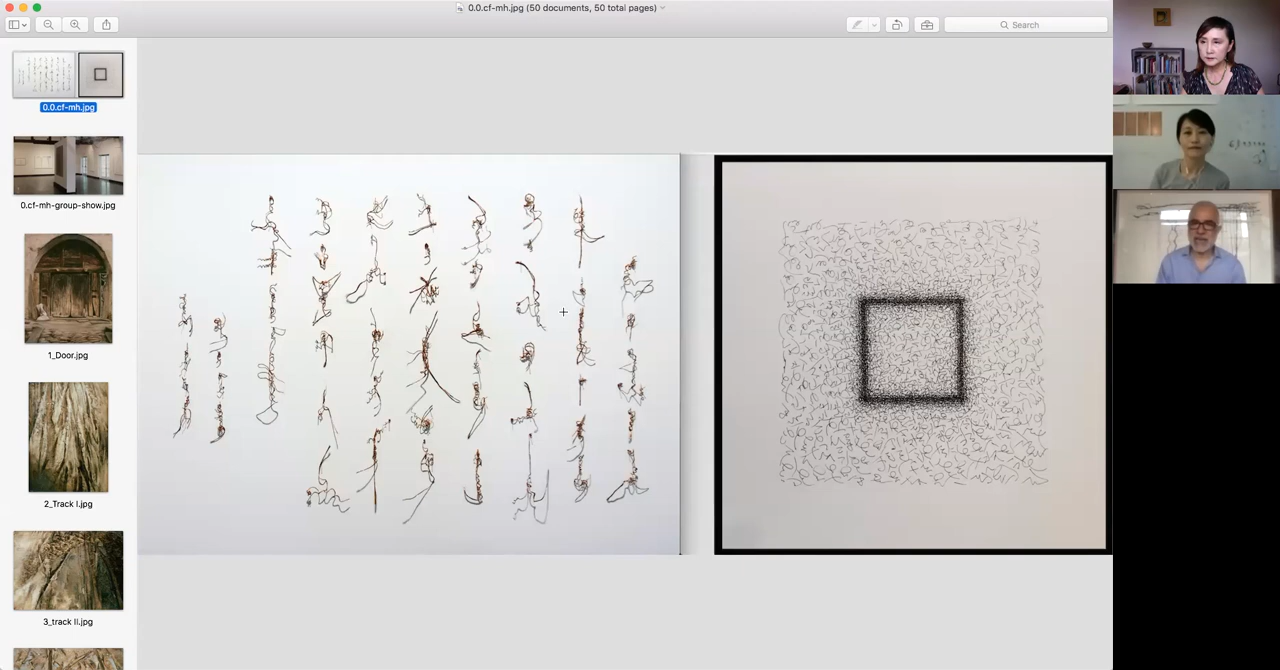 0.0.cf-mh.jpg (50 documents, 50 total pages)
Search
0.0.cf-mh.jpg
0.cf-mh-group-show.jpg
1_Door.jpg
2_Track I.jpg
3_track II.jpg